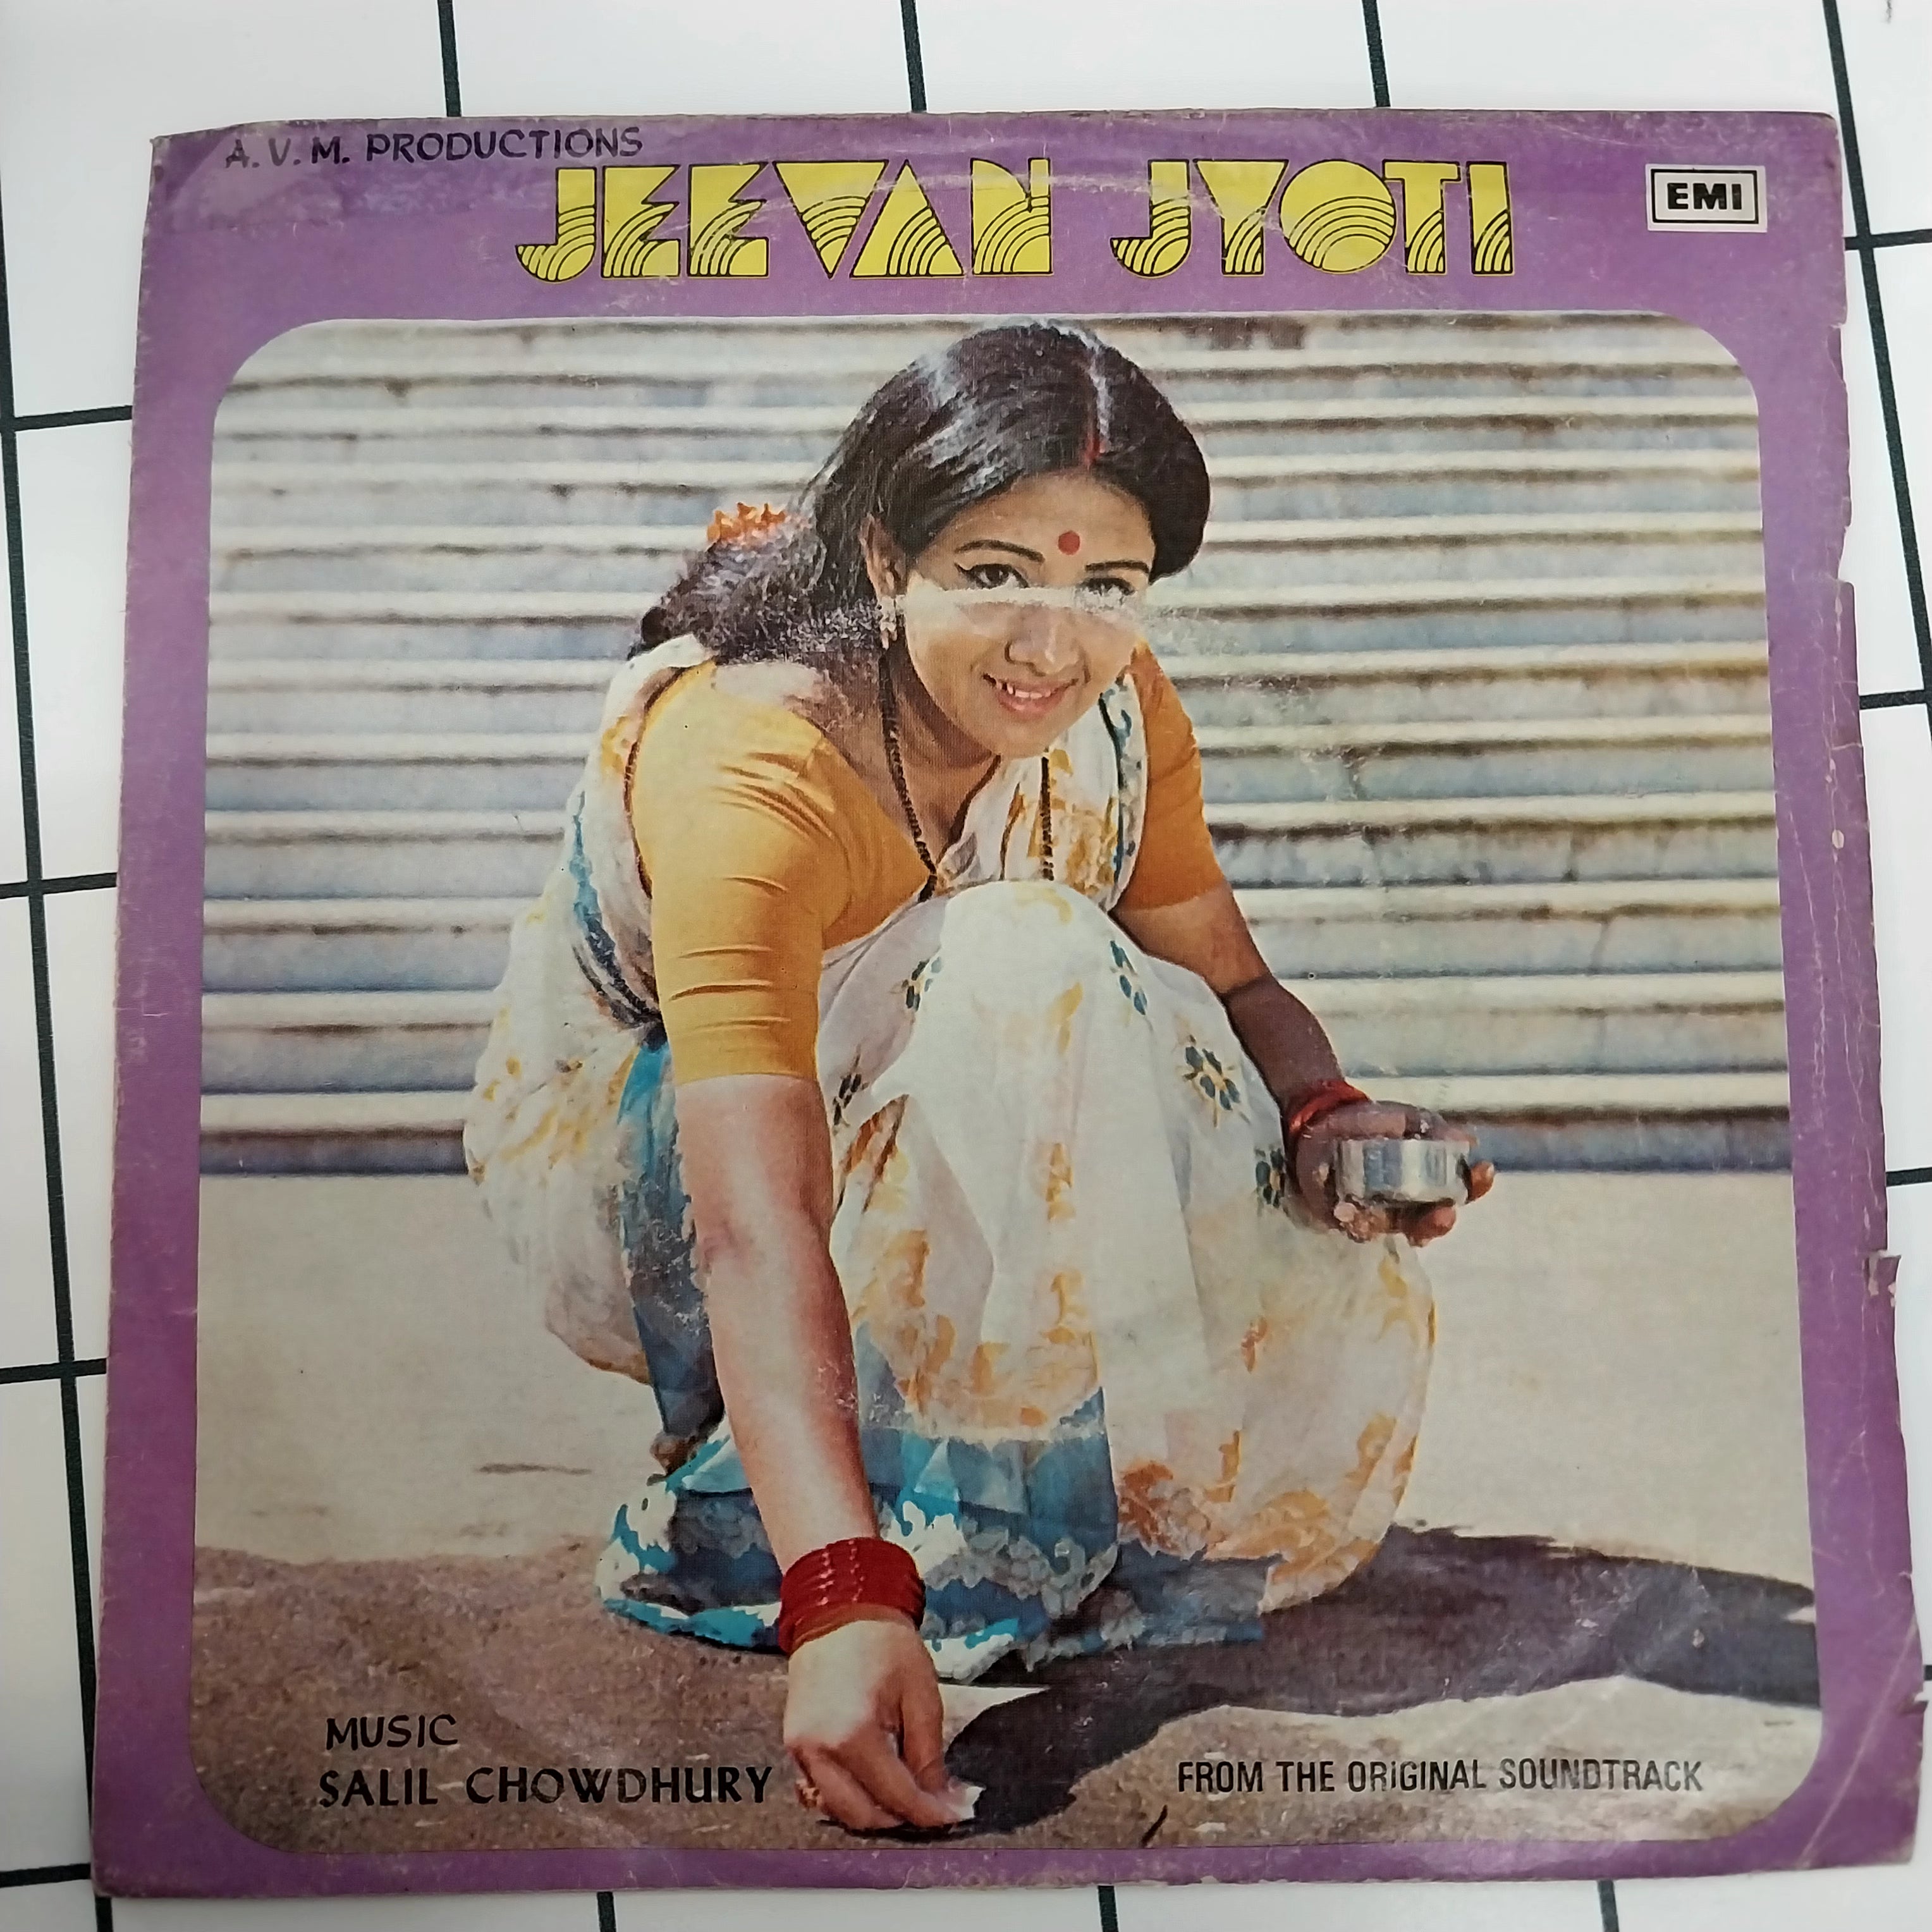 A. V. M. PRODUCTIONS
JEEVAN JYOTI
EMI
MUSIC
SALIL CHOWDHURY
FROM THE ORIGINAL SOUNDTRACK